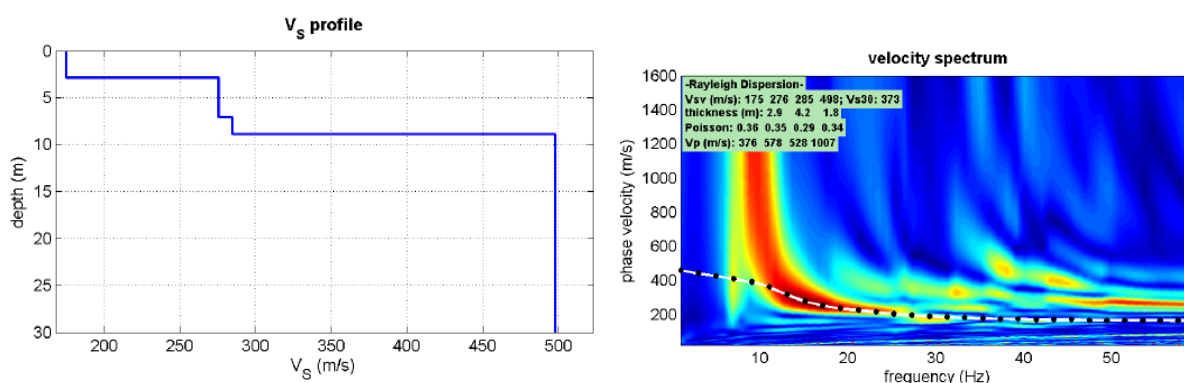 V_S profile
0
5
10
15
20
25
30
depth (m)
200 250 300 350 400 450 500
V_S (m/s)
velocity spectrum
1600
1400
1200
1000
800
600
400
200
phase velocity (m/s)
-Rayleigh Dispersion-
Vsv (m/s): 175 276 285 498; Vs30: 373
thickness (m): 2.9 4.2 1.8
Poisson: 0.36 0.35 0.29 0.34
Vp (m/s): 376 578 528 1007
10 20 30 40 50
frequency (Hz)